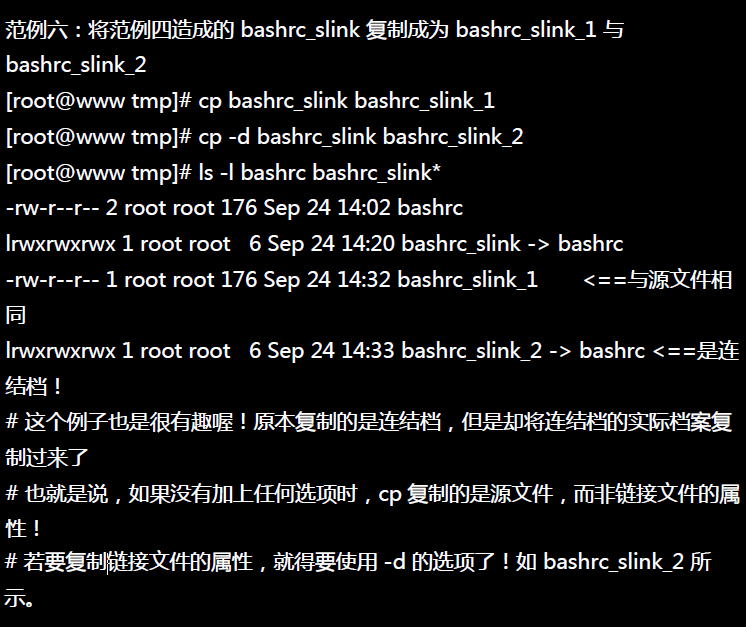 范例六：将范例四造成的 bashrc_slink 复制成为 bashrc_slink_1 与
bashrc_slink_2
[root@www tmp]# cp bashrc_slink bashrc_slink_1
[root@www tmp]# cp -d bashrc_slink bashrc_slink_2
[root@www tmp]# ls -l bashrc bashrc_slink*
-rw-r--r-- 2 root root 176 Sep 24 14:02 bashrc
lrwxrwxrwx 1 root root   6 Sep 24 14:20 bashrc_slink -> bashrc
-rw-r--r-- 1 root root 176 Sep 24 14:32 bashrc_slink_1       <==与源文件相
同
lrwxrwxrwx 1 root root   6 Sep 24 14:33 bashrc_slink_2 -> bashrc <==是连
结档！
# 这个例子也是很有趣喔！原本复制的是连结档，但是却将连结档的实际档案复
制过来了
# 也就是说，如果没有加上任何选项时，cp 复制的是源文件，而非链接文件的属
性！
# 若要复制链接文件的属性，就得要使用 -d 的选项了！如 bashrc_slink_2 所
示。